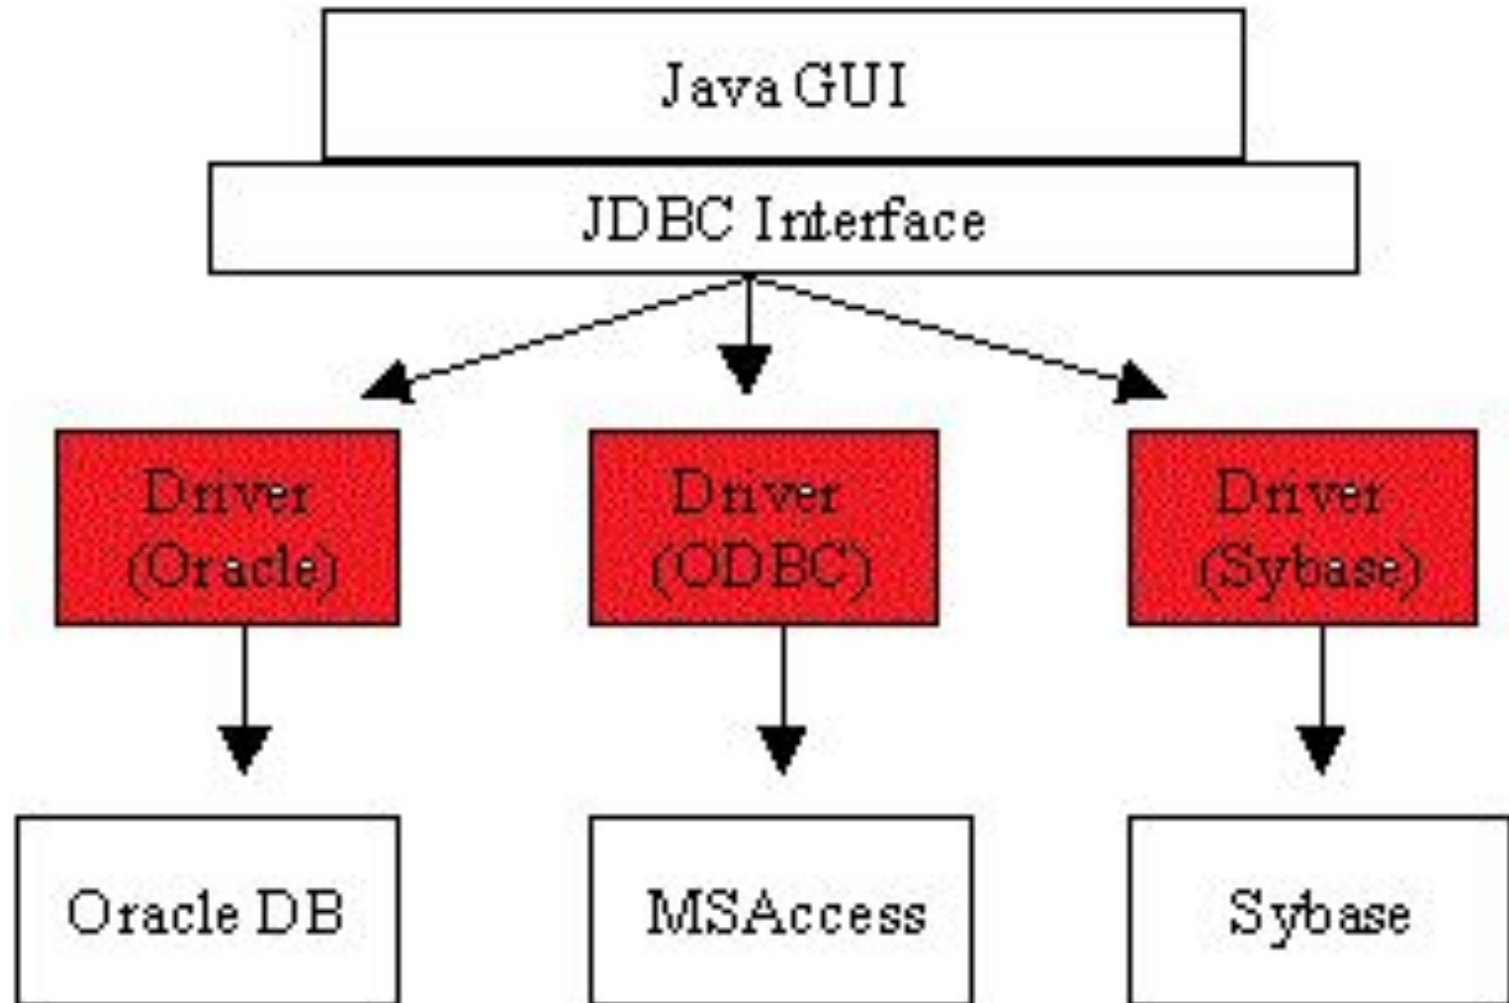 Java GUI
JDBC Interface
Driver
(Oracle)
Driver
(ODBC)
Driver
(Sybase)
Oracle DB
MSAccess
Sybase